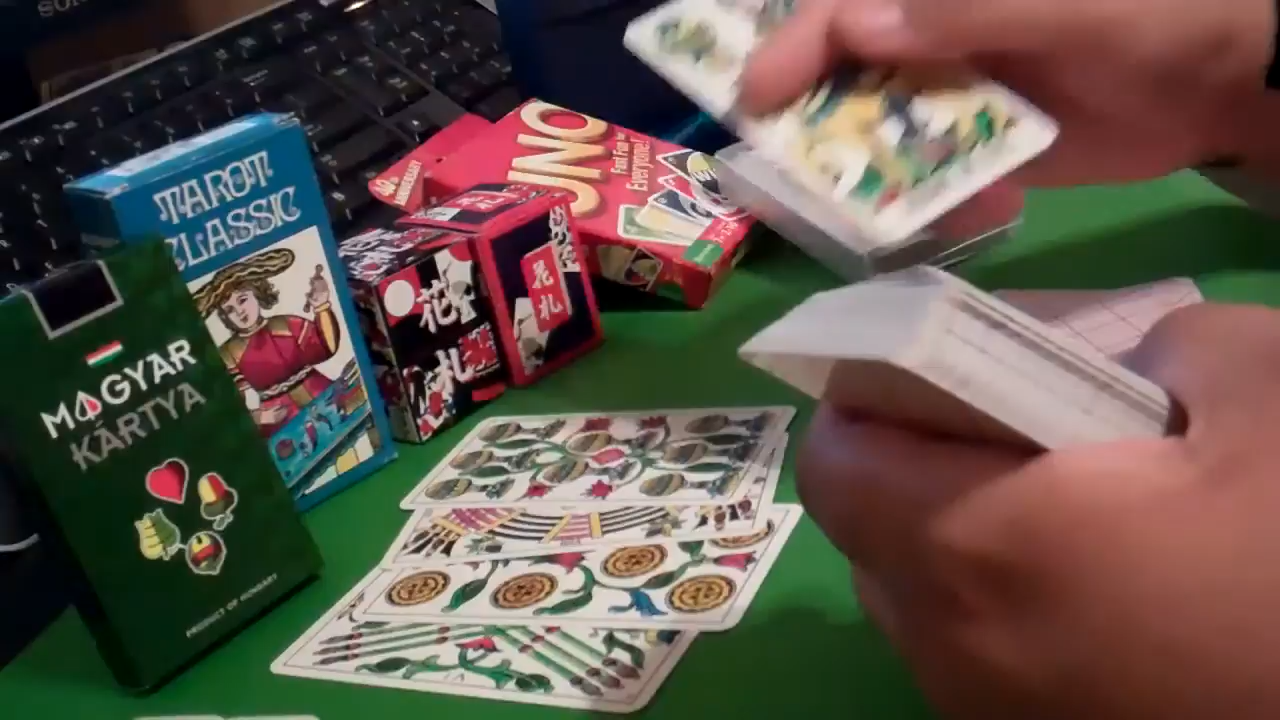 TAROT
CLASSIC
MAGYAR
KÁRTYA
PRODUCT OF HUNGARY
花
札
花
札
UNO
Fast Fun for
Everyone!